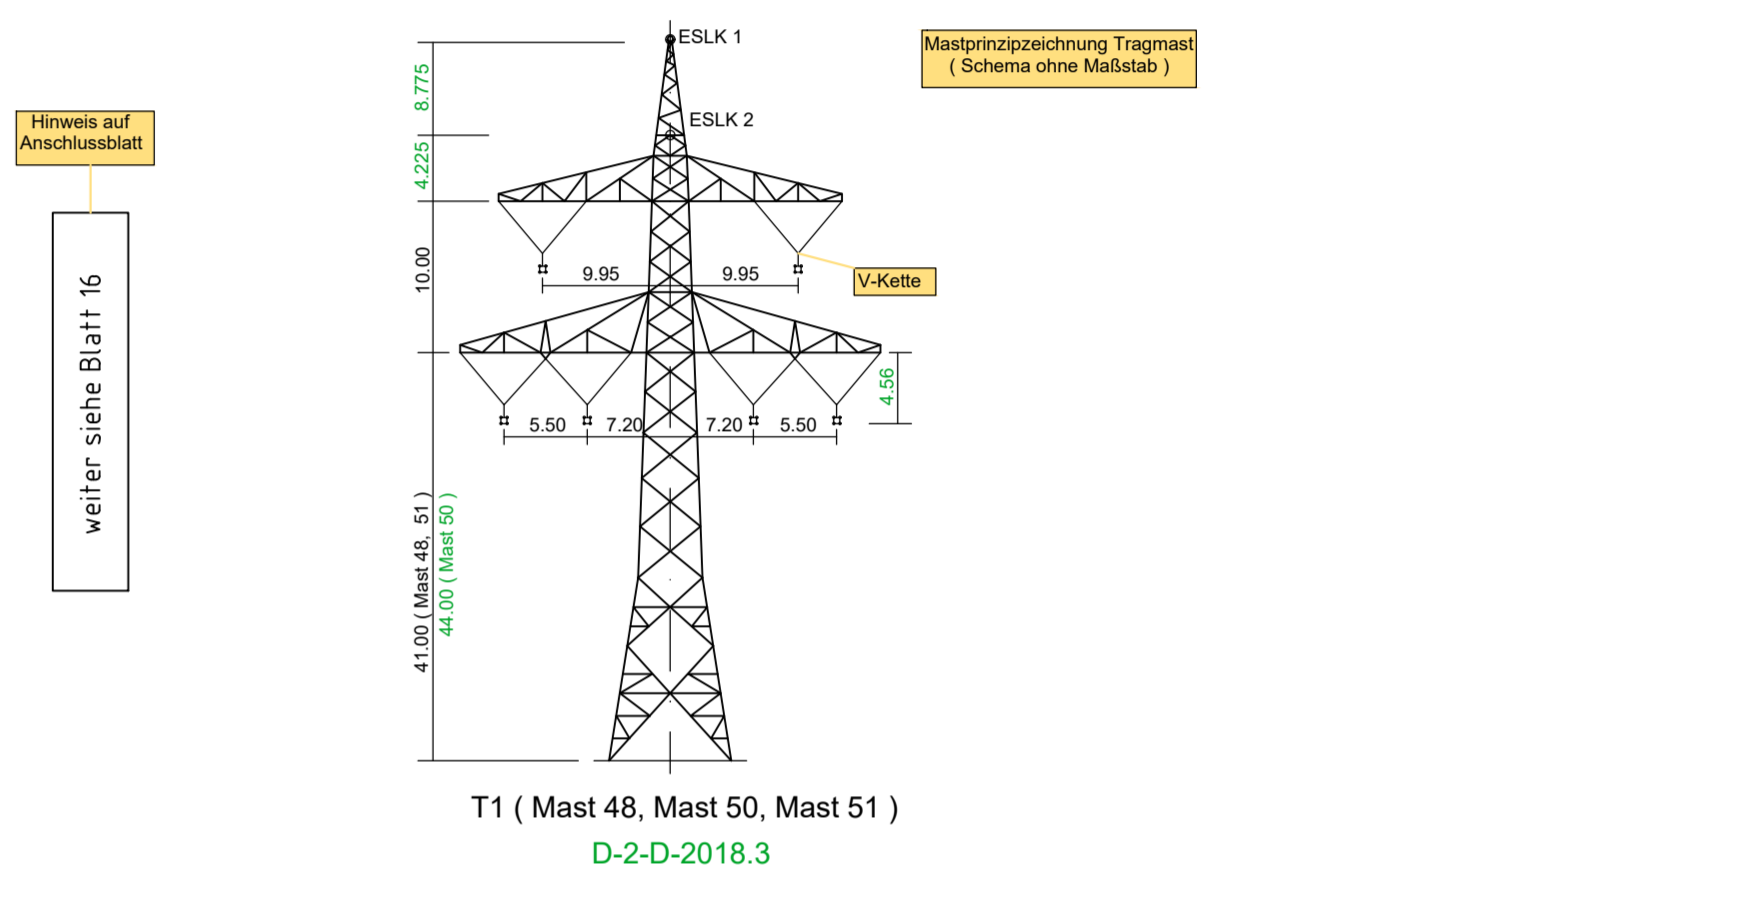 ESLK 1
Mastprinzipzeichnung Tragmast
( Schema ohne Maßstab )
8.775
Hinweis auf
Anschlussblatt
ESLK 2
4.225
10.00
9.95
9.95
V-Kette
weiter siehe Blatt 16
4.56
5.50
7.20
7.20
5.50
41.00 ( Mast 48, 51 )
44.00 ( Mast 50 )
T1 ( Mast 48, Mast 50, Mast 51 )
D-2-D-2018.3